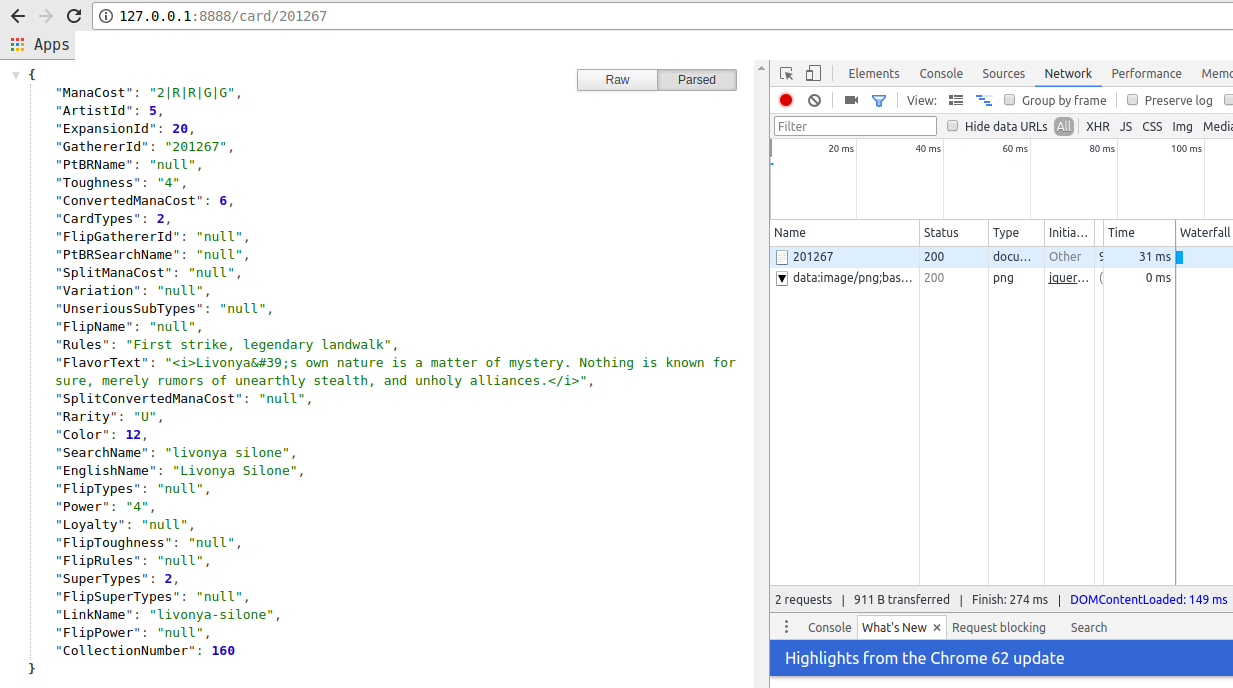 127.0.0.1:8888/card/201267
Apps
{
Raw Parsed
"ManaCost": "2|R|R|G|G",
"ArtistId": 5,
"ExpansionId": 20,
"GathererId": "201267",
"PtBRName": "null",
"Toughness": "4",
"ConvertedManaCost": 6,
"CardTypes": 2,
"FlipGathererId": "null",
"PtBRSearchName": "null",
"SplitManaCost": "null",
"Variation": "null",
"UnseriousSubTypes": "null",
"FlipName": "null",
"Rules": "First strike, legendary landwalk",
"FlavorText": "<i>Livonya&#39;s own nature is a matter of mystery. Nothing is known for
sure, merely rumors of unearthly stealth, and unholy alliances.</i>",
"SplitConvertedManaCost": "null",
"Rarity": "U",
"Color": 12,
"SearchName": "livonya silone",
"EnglishName": "Livonya Silone",
"FlipTypes": "null",
"Power": "4",
"Loyalty": "null",
"FlipToughness": "null",
"FlipRules": "null",
"SuperTypes": 2,
"FlipSuperTypes": "null",
"LinkName": "livonya-silone",
"FlipPower": "null",
"CollectionNumber": 160
}
Elements Console Sources Network Performance Memo
View: Group by frame Preserve log
Filter Hide data URLs All XHR JS CSS Img Media
20 ms 40 ms 60 ms 80 ms 100 ms
Name Status Type Initia... Time Waterfall
201267 200 docu... Other 31 ms
data:image/png;bas... 200 png jquer... ( 0 ms
2 requests | 911 B transferred | Finish: 274 ms | DOMContentLoaded: 149 ms
Console What's New × Request blocking Search
Highlights from the Chrome 62 update